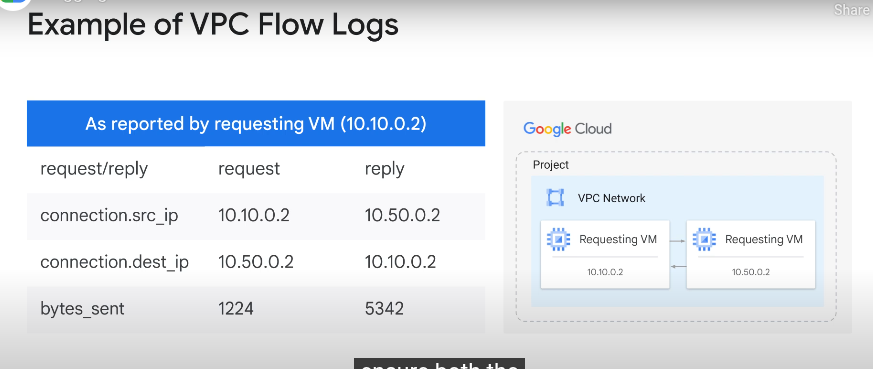 Share
Example of VPC Flow Logs
As reported by requesting VM (10.10.0.2)
request/reply request reply
connection.src_ip 10.10.0.2 10.50.0.2
connection.dest_ip 10.50.0.2 10.10.0.2
bytes_sent 1224 5342
Google Cloud
Project
VPC Network
Requesting VM
10.10.0.2
Requesting VM
10.50.0.2
ensure both the